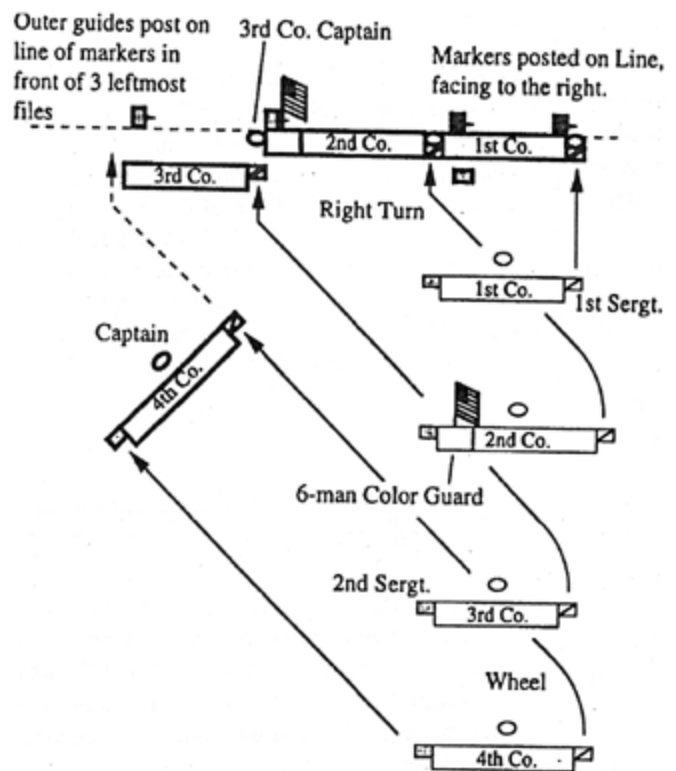 Outer guides post on
line of markers in
front of 3 leftmost
files
3rd Co. Captain
Markers posted on Line,
facing to the right.
2nd Co.
1st Co.
3rd Co.
Right Turn
1st Co.
1st Sergt.
Captain
4th Co.
2nd Co.
6-man Color Guard
2nd Sergt.
3rd Co.
Wheel
4th Co.